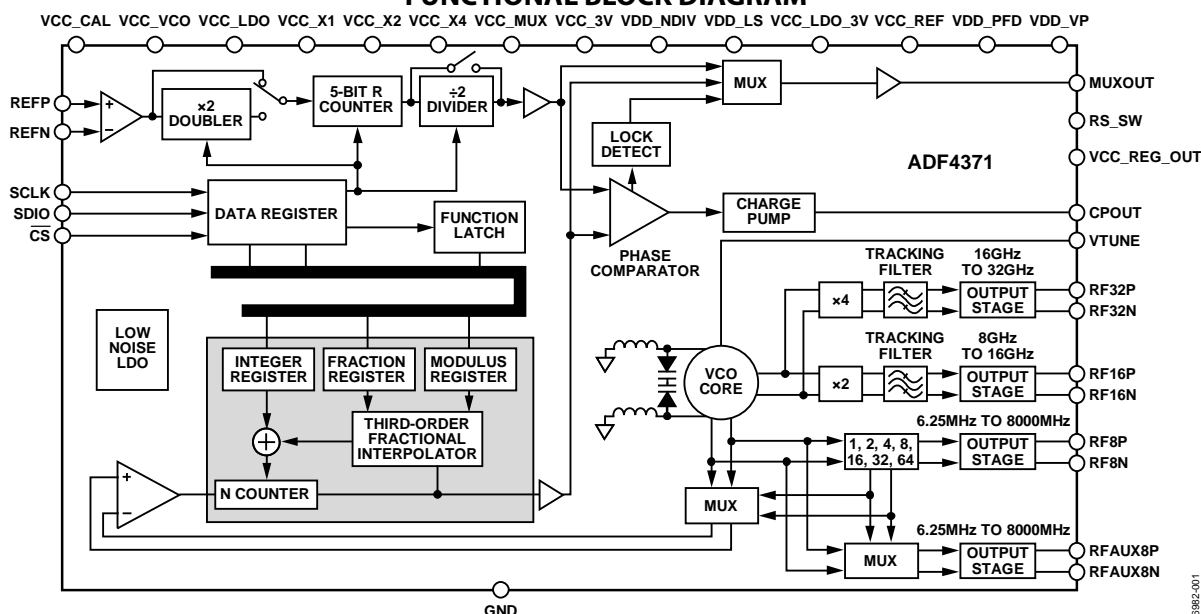 FUNCTIONAL BLOCK DIAGRAM
VCC_CAL VCC_VCO VCC_LDO VCC_X1 VCC_X2 VCC_X4 VCC_MUX VCC_3V VDD_NDIV VDD_LS VCC_LDO_3V VCC_REF VDD_PFD VDD_VP
REFP
REFN
+
−
×2
DOUBLER
5-BIT R
COUNTER
÷2
DIVIDER
MUX
MUXOUT
RS_SW
VCC_REG_OUT
ADF4371
LOCK
DETECT
SCLK
SDIO
CS
DATA REGISTER
FUNCTION
LATCH
CHARGE
PUMP
CPOUT
VTUNE
PHASE
COMPARATOR
TRACKING
FILTER
16GHz
TO 32GHz
×4
OUTPUT
STAGE
RF32P
RF32N
LOW
NOISE
LDO
INTEGER
REGISTER
FRACTION
REGISTER
MODULUS
REGISTER
VCO
CORE
TRACKING
FILTER
8GHz
TO 16GHz
×2
OUTPUT
STAGE
RF16P
RF16N
THIRD-ORDER
FRACTIONAL
INTERPOLATOR
+
6.25MHz TO 8000MHz
1, 2, 4, 8,
16, 32, 64
OUTPUT
STAGE
RF8P
RF8N
+
−
N COUNTER
MUX
6.25MHz TO 8000MHz
MUX
OUTPUT
STAGE
RFAUX8P
RFAUX8N
GND